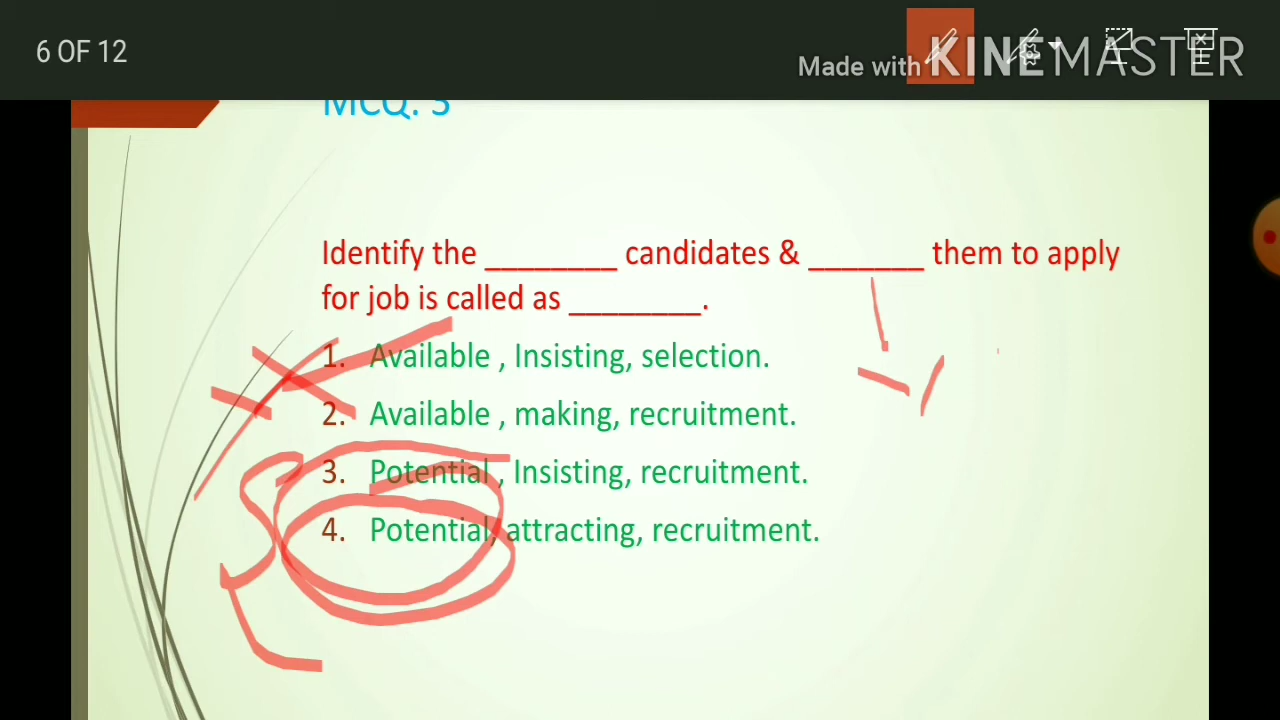 6 OF 12
Made with KINEMASTER
MCQ. 3
Identify the ________ candidates & _______ them to apply
for job is called as ________.
1. Available , Insisting, selection.
2. Available , making, recruitment.
3. Potential , Insisting, recruitment.
4. Potential, attracting, recruitment.